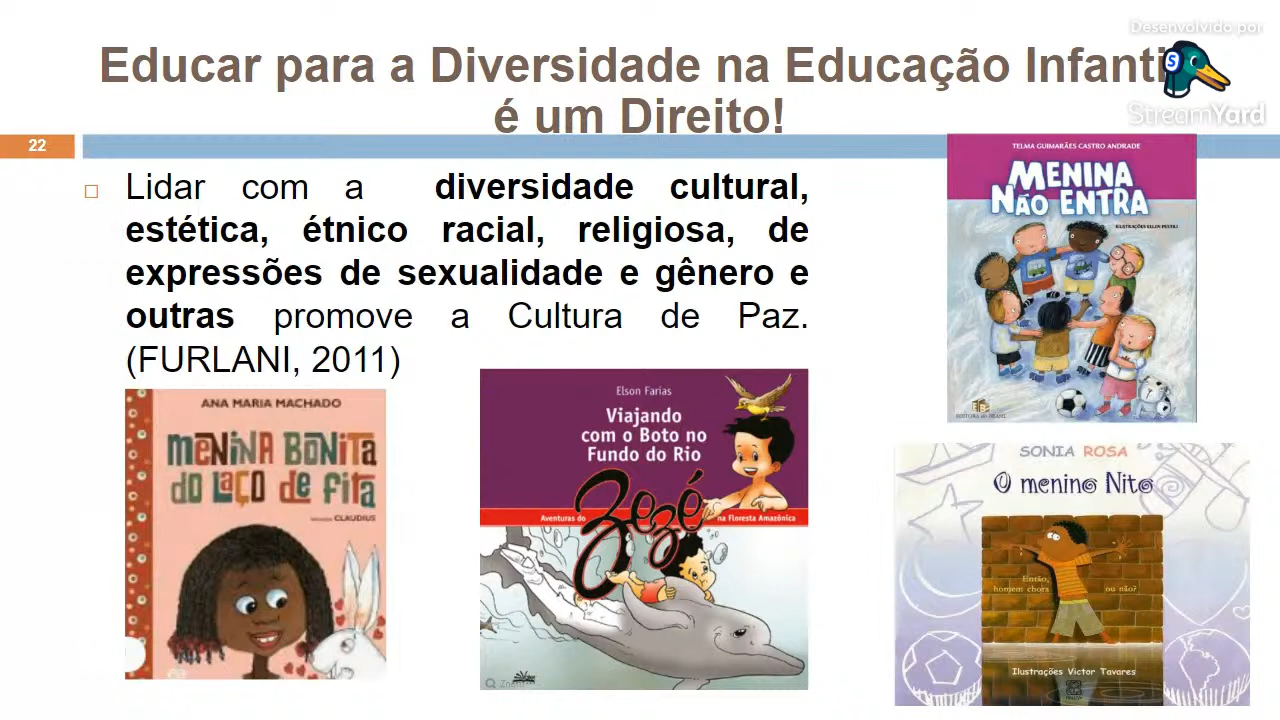 Desenvolvido por
StreamYard
Educar para a Diversidade na Educação Infanti
é um Direito!
22
Lidar com a diversidade cultural,
estética, étnico racial, religiosa, de
expressões de sexualidade e gênero e
outras promove a Cultura de Paz.
(FURLANI, 2011)
TELMA GUIMARÃES CASTRO ANDRADE
MENINA
NÃO ENTRA
EDITORA DO BRASIL
ANA MARIA MACHADO
MENINA BONITA
DO LAÇO DE FITA
CLAUDIUS
Elson Farias
Viajando
com o Boto no
Fundo do Rio
Aventuras do Zezé na Floresta Amazônica
SONIA ROSA
O menino Nito
Então,
homem chora ou não?
Ilustrações Victor Tavares